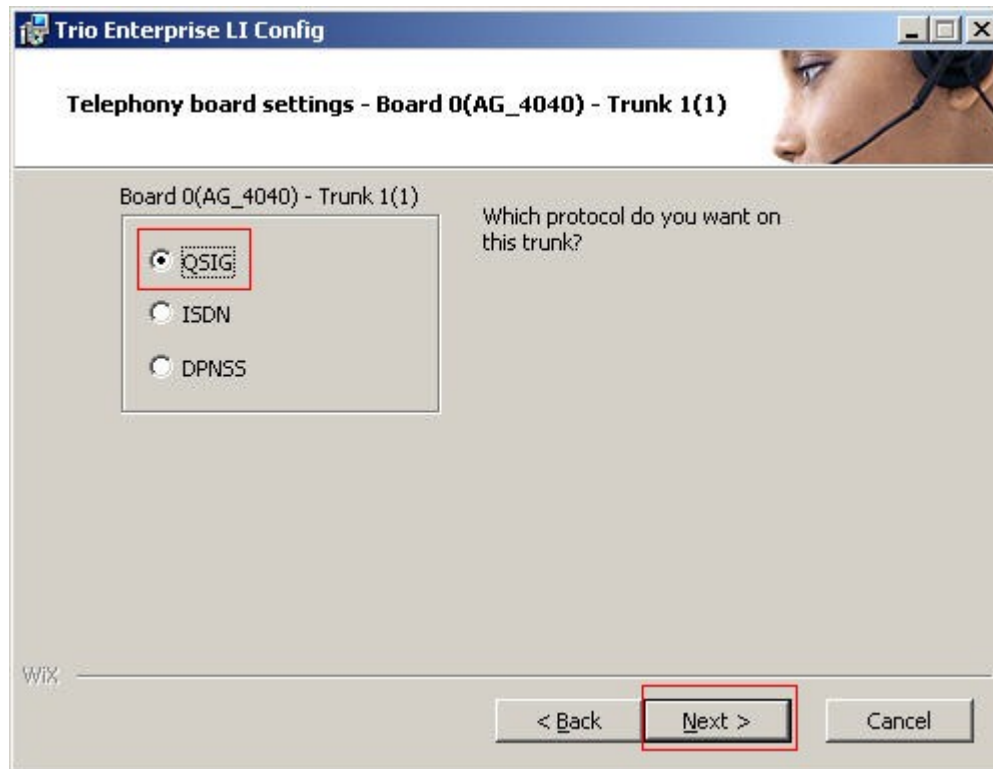 Trio Enterprise LI Config
Telephony board settings - Board 0(AG_4040) - Trunk 1(1)
Board 0(AG_4040) - Trunk 1(1)
QSIG
ISDN
DPNSS
Which protocol do you want on
this trunk?
WiX
< Back
Next >
Cancel